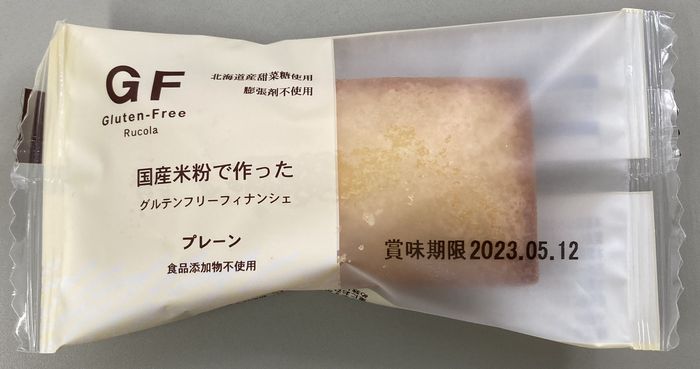 GF
Gluten-Free
Rucola
北海道産甜菜糖使用
膨張剤不使用
国産米粉で作った
グルテンフリーフィナンシェ
プレーン
食品添加物不使用
賞味期限2023.05.12